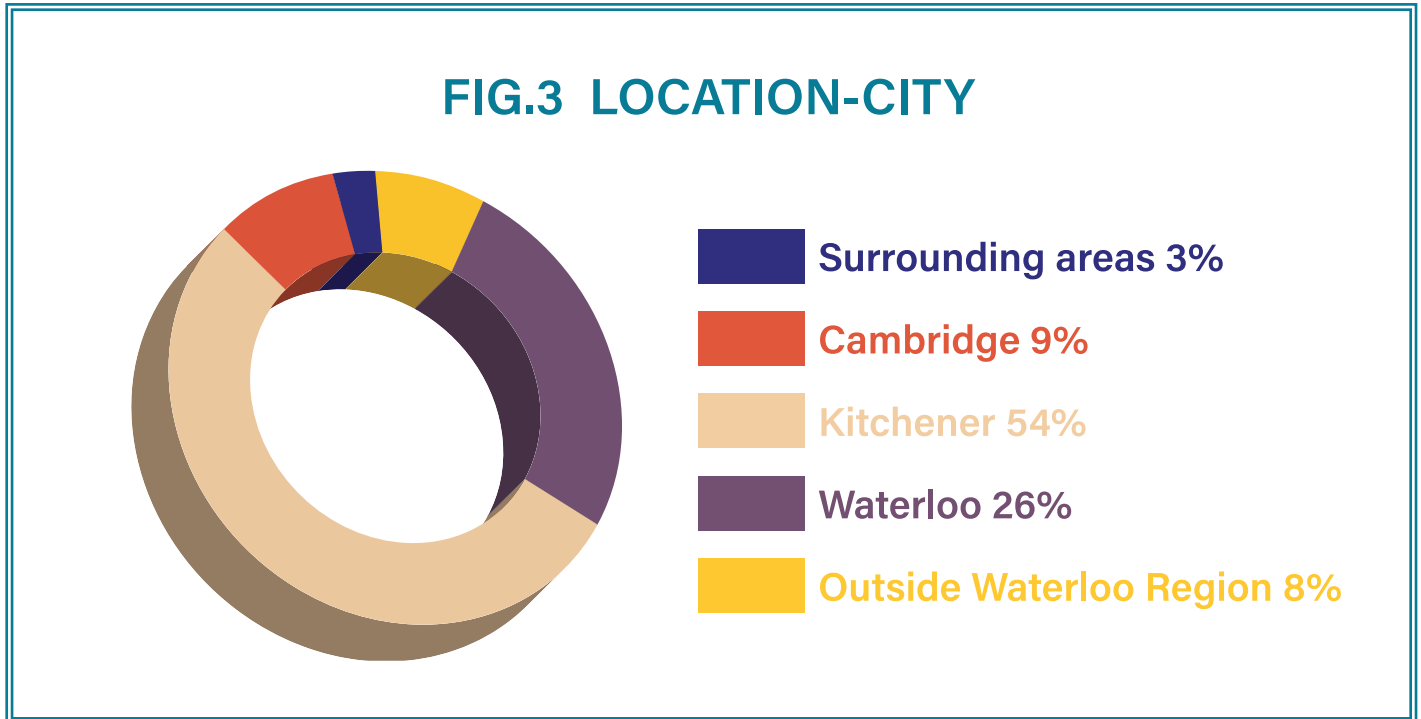 FIG.3 LOCATION-CITY
Surrounding areas 3%
Cambridge 9%
Kitchener 54%
Waterloo 26%
Outside Waterloo Region 8%